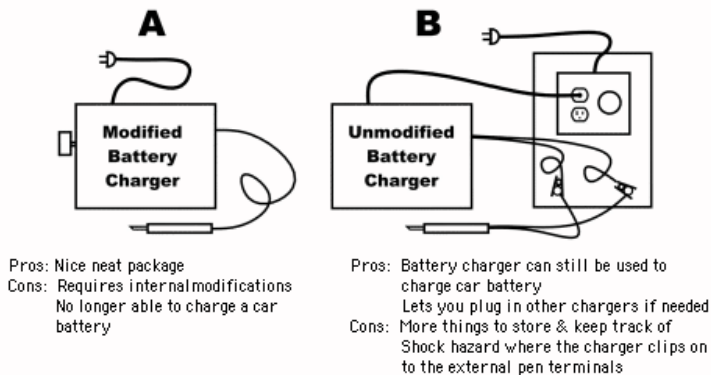 A
B
Modified
Battery
Charger
Unmodified
Battery
Charger
Pros: Nice neat package
Cons: Requires internalmodifications
No longer able to charge a car
battery
Pros: Battery charger can still be used to
charge car battery
Lets you plug in other chargers if needed
Cons: More things to store & keep track of
Shock hazard where the charger clips on
to the external pen terminals